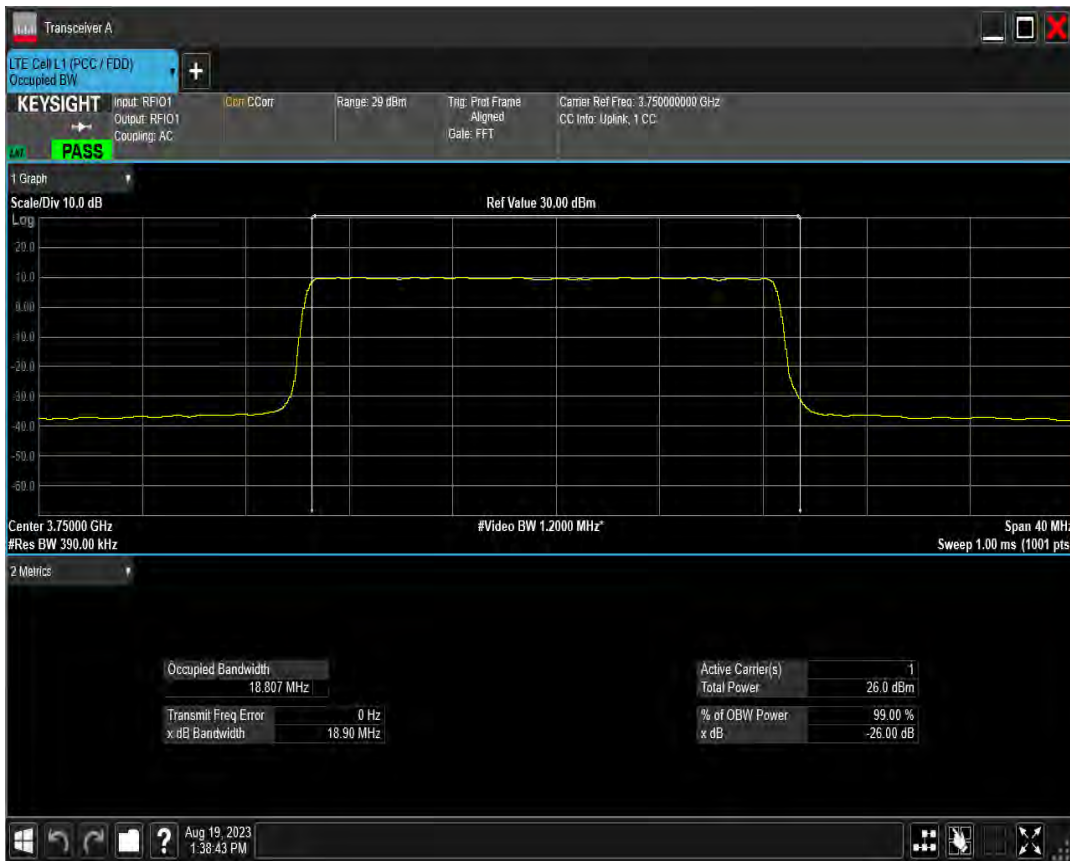 Transceiver A
LTE Cell L1 (PCC / FDD)
Occupied BW
+
KEYSIGHT
Input: RFIO1
Output: RFIO1
Coupling: AC
Corr CCorr
Range: 29 dBm
Trig: Prot Frame
Aligned
Gate: FFT
Carrier Ref Freq: 3.750000000 GHz
CC Info: Uplink, 1 CC
PASS
1 Graph
Scale/Div 10.0 dB
Ref Value 30.00 dBm
Log
20.0
10.0
0.00
-10.0
-20.0
-30.0
-40.0
-50.0
-60.0
Center 3.75000 GHz
#Video BW 1.2000 MHz*
Span 40 MHz
#Res BW 390.00 kHz
Sweep 1.00 ms (1001 pts
2 Metrics
Occupied Bandwidth
18.807 MHz
Transmit Freq Error 0 Hz
x dB Bandwidth 18.90 MHz
Active Carrier(s) 1
Total Power 26.0 dBm
% of OBW Power 99.00 %
x dB -26.00 dB
?
Aug 19, 2023
1:38:43 PM